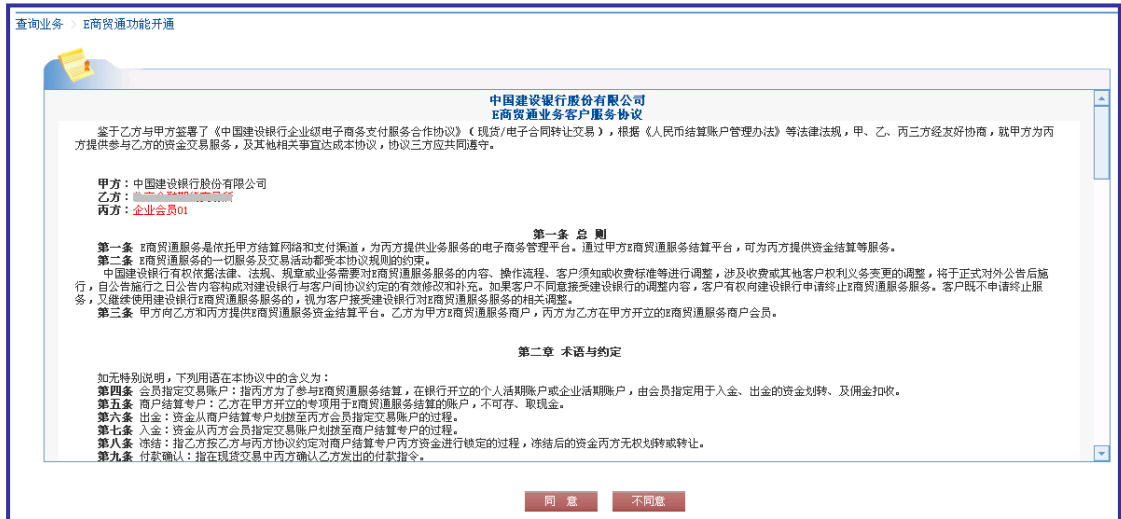 查询业务 > E商贸通功能开通
中国建设银行股份有限公司
E商贸通业务客户服务协议
鉴于乙方与甲方签署了《中国建设银行企业级电子商务支付服务合作协议》(现货/电子合同转让交易),根据《人民币结算账户管理办法》等法律法规,甲、乙、丙三方经友好协商,就甲方为丙
方提供参与乙方的资金交易服务,及其他相关事宜达成本协议,协议三方应共同遵守。
甲方:中国建设银行股份有限公司
乙方:
丙方:企业会员01
第一条 总 则
第一条 E商贸通服务是依托甲方结算网络和支付渠道,为丙方提供业务服务的电子商务管理平台。通过甲方E商贸通服务结算平台,可为丙方提供资金结算等服务。
第二条 E商贸通服务的一切服务及交易活动都受本协议规则的约束。
中国建设银行有权依据法律、法规、规章或业务需要对E商贸通服务服务的内容、操作流程、客户须知或收费标准等进行调整,涉及收费或其他客户权利义务变更的调整,将于正式对外公告后施
行,自公告施行之日公告内容构成对建设银行与客户间协议约定的有效修改和补充。如果客户不同意接受建设银行的调整内容,客户有权向建设银行申请终止E商贸通服务服务。客户既不申请终止服
务,又继续使用建设银行E商贸通服务服务的,视为客户接受建设银行对E商贸通服务服务的相关调整。
第三条 甲方向乙方和丙方提供E商贸通服务资金结算平台。乙方为甲方E商贸通服务商户,丙方为乙方在甲方开立的E商贸通服务商户会员。
第二章 术语与约定
如无特别说明,下列用语在本协议中的含义为:
第四条 会员指定交易账户:指丙方为了参与E商贸通服务结算,在银行开立的个人活期账户或企业活期账户,由会员指定用于入金、出金的资金划转、及佣金扣收。
第五条 商户结算专户:乙方在甲方开立的专项用于E商贸通服务结算的账户,不可存、取现金。
第六条 出金:资金从商户结算专户划拨至丙方会员指定交易账户的过程。
第七条 入金:资金从丙方会员指定交易账户划拨至商户结算专户的过程。
第八条 冻结:指乙方按乙方与丙方协议约定对商户结算专户丙方资金进行锁定的过程,冻结后的资金丙方无权划转或转让。
第九条 付款确认:指在现货交易中丙方确认乙方发出的付款指令。
同 意 不同意